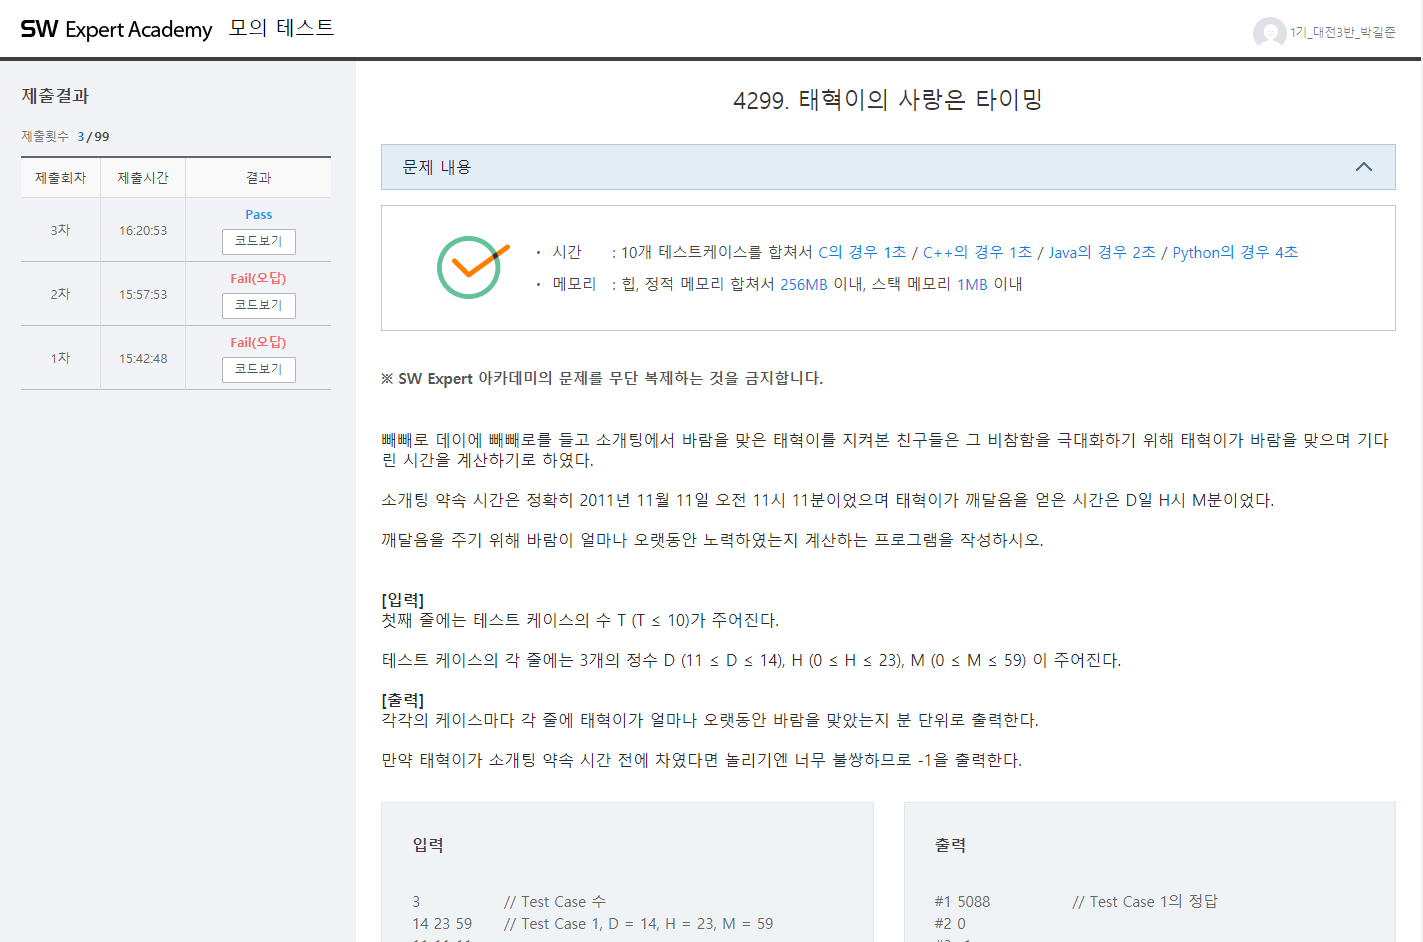 SW Expert Academy 모의 테스트
1기_대전3반_박길준
제출결과
제출횟수 3 / 99
제출회차 제출시간 결과
3차 16:20:53 Pass
코드보기
2차 15:57:53 Fail(오답)
코드보기
1차 15:42:48 Fail(오답)
코드보기
4299. 태혁이의 사랑은 타이밍
문제 내용
· 시간 : 10개 테스트케이스를 합쳐서 C의 경우 1초 / C++의 경우 1초 / Java의 경우 2초 / Python의 경우 4초
· 메모리 : 힙, 정적 메모리 합쳐서 256MB 이내, 스택 메모리 1MB 이내
※ SW Expert 아카데미의 문제를 무단 복제하는 것을 금지합니다.
빼빼로 데이에 빼빼로를 들고 소개팅에서 바람을 맞은 태혁이를 지켜본 친구들은 그 비참함을 극대화하기 위해 태혁이가 바람을 맞으며 기다
린 시간을 계산하기로 하였다.
소개팅 약속 시간은 정확히 2011년 11월 11일 오전 11시 11분이었으며 태혁이가 깨달음을 얻은 시간은 D일 H시 M분이었다.
깨달음을 주기 위해 바람이 얼마나 오랫동안 노력하였는지 계산하는 프로그램을 작성하시오.
[입력]
첫째 줄에는 테스트 케이스의 수 T (T ≤ 10)가 주어진다.
테스트 케이스의 각 줄에는 3개의 정수 D (11 ≤ D ≤ 14), H (0 ≤ H ≤ 23), M (0 ≤ M ≤ 59) 이 주어진다.
[출력]
각각의 케이스마다 각 줄에 태혁이가 얼마나 오랫동안 바람을 맞았는지 분 단위로 출력한다.
만약 태혁이가 소개팅 약속 시간 전에 차였다면 놀리기엔 너무 불쌍하므로 -1을 출력한다.
입력
3 // Test Case 수
14 23 59 // Test Case 1, D = 14, H = 23, M = 59
출력
#1 5088 // Test Case 1의 정답
#2 0